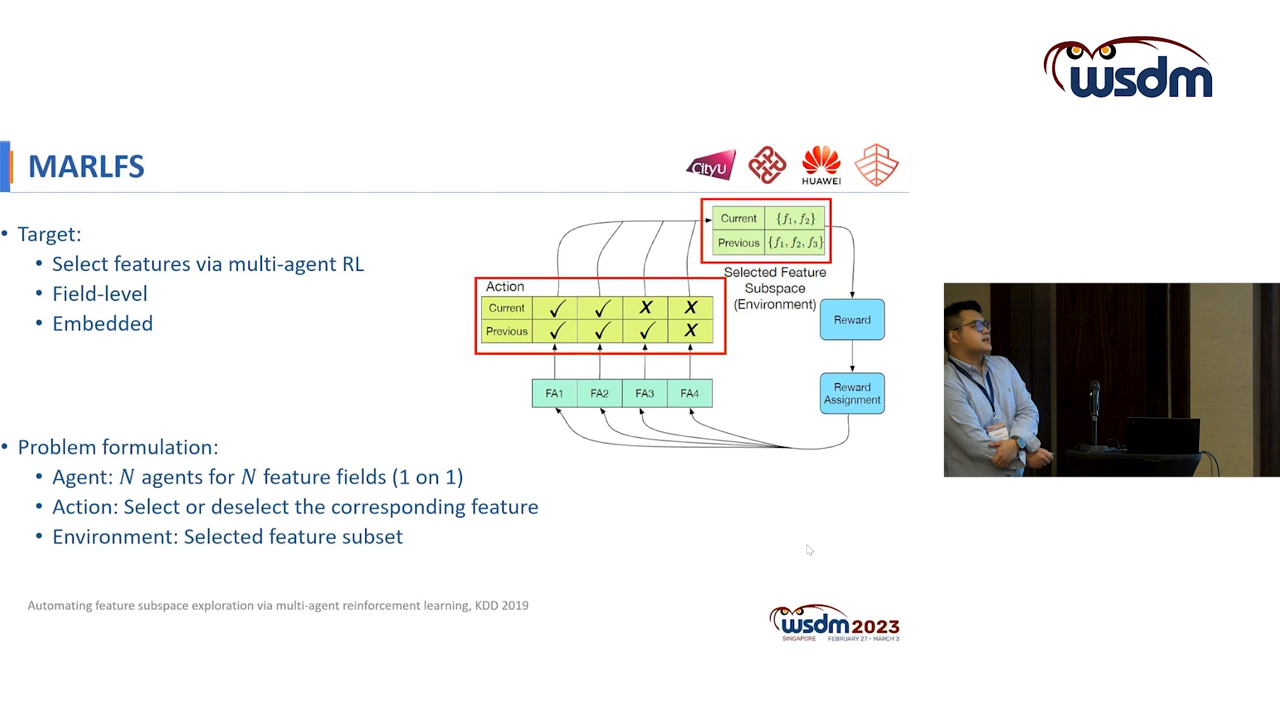 wsdm
MARLFS
CityU
HUAWEI
• Target:
• Select features via multi-agent RL
• Field-level
• Embedded
Current {f1, f2}
Previous {f1, f2, f3}
Selected Feature
Subspace
(Environment)
Action
Current ✓ ✓ X X
Previous ✓ ✓ ✓ X
FA1 FA2 FA3 FA4
Reward
Reward
Assignment
• Problem formulation:
• Agent: N agents for N feature fields (1 on 1)
• Action: Select or deselect the corresponding feature
• Environment: Selected feature subset
Automating feature subspace exploration via multi-agent reinforcement learning, KDD 2019
wsdm 2023
SINGAPORE FEBRUARY 27 - MARCH 3